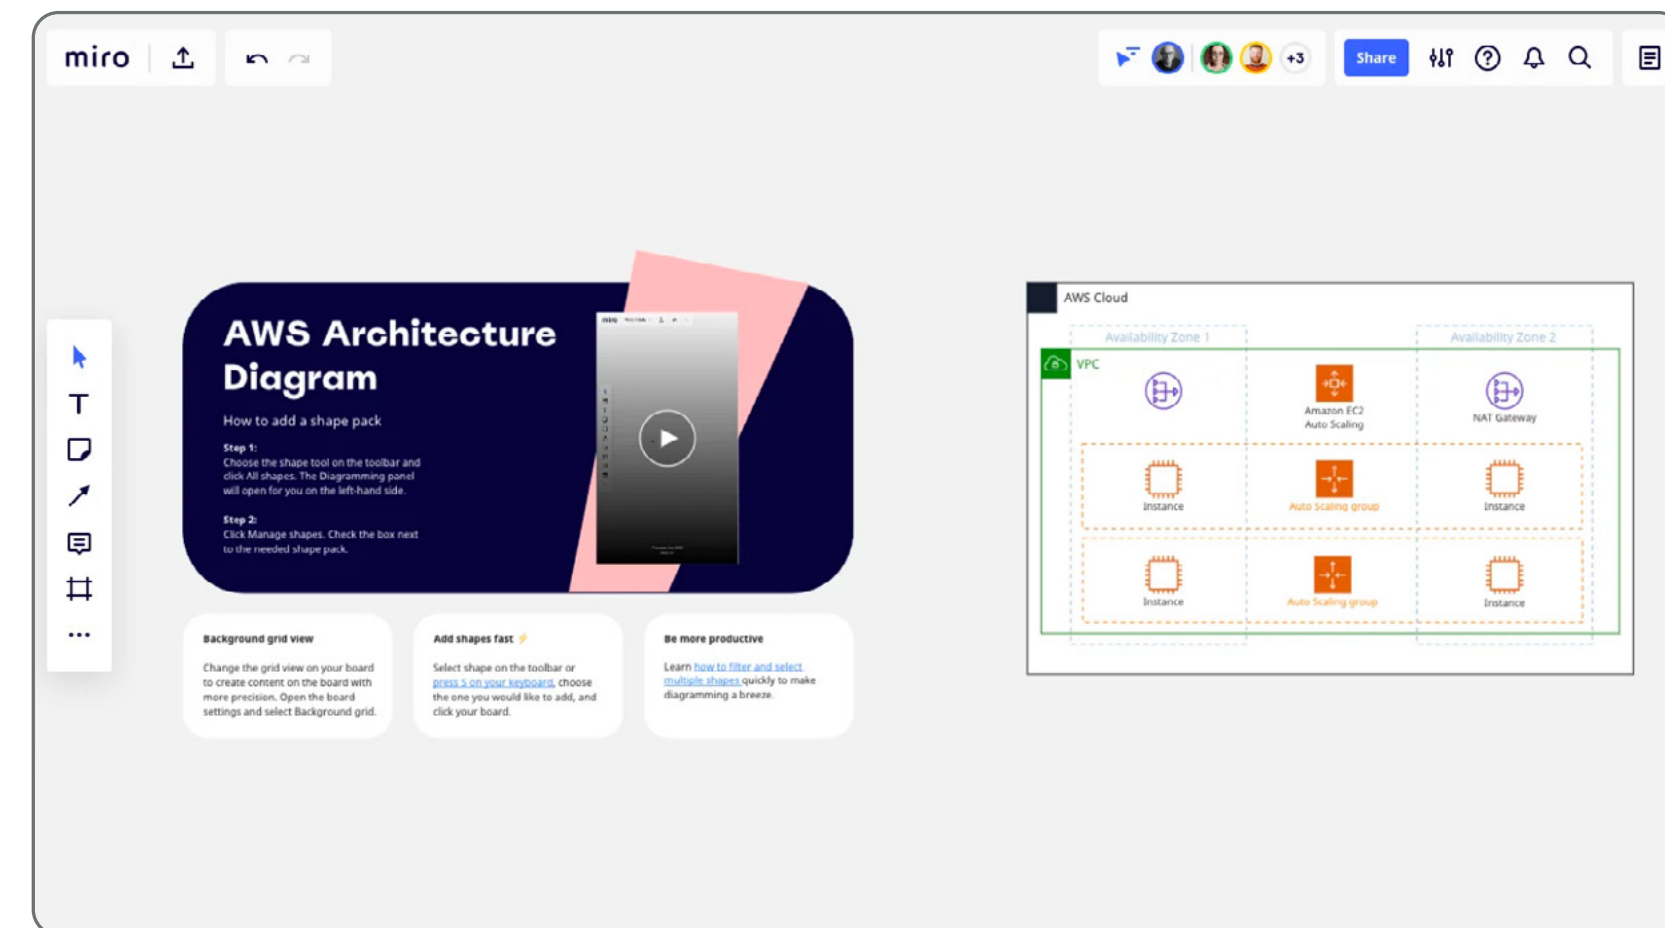 miro
+3
Share
AWS Architecture
Diagram
How to add a shape pack
Step 1:
Choose the shape tool on the toolbar and
click All shapes. The Diagramming panel
will open for you on the left-hand side.
Step 2:
Click Manage shapes. Check the box next
to the needed shape pack.
miro
Background grid view
Change the grid view on your board
to create content on the board with
more precision. Open the board
settings and select Background grid.
Add shapes fast ⚡
Select shape on the toolbar or
press S on your keyboard, choose
the one you would like to add, and
click your board.
Be more productive
Learn how to filter and select
multiple shapes quickly to make
diagramming a breeze.
AWS Cloud
Availability Zone 1
Availability Zone 2
VPC
Amazon EC2
Auto Scaling
NAT Gateway
Instance
Auto Scaling group
Instance
Instance
Auto Scaling group
Instance